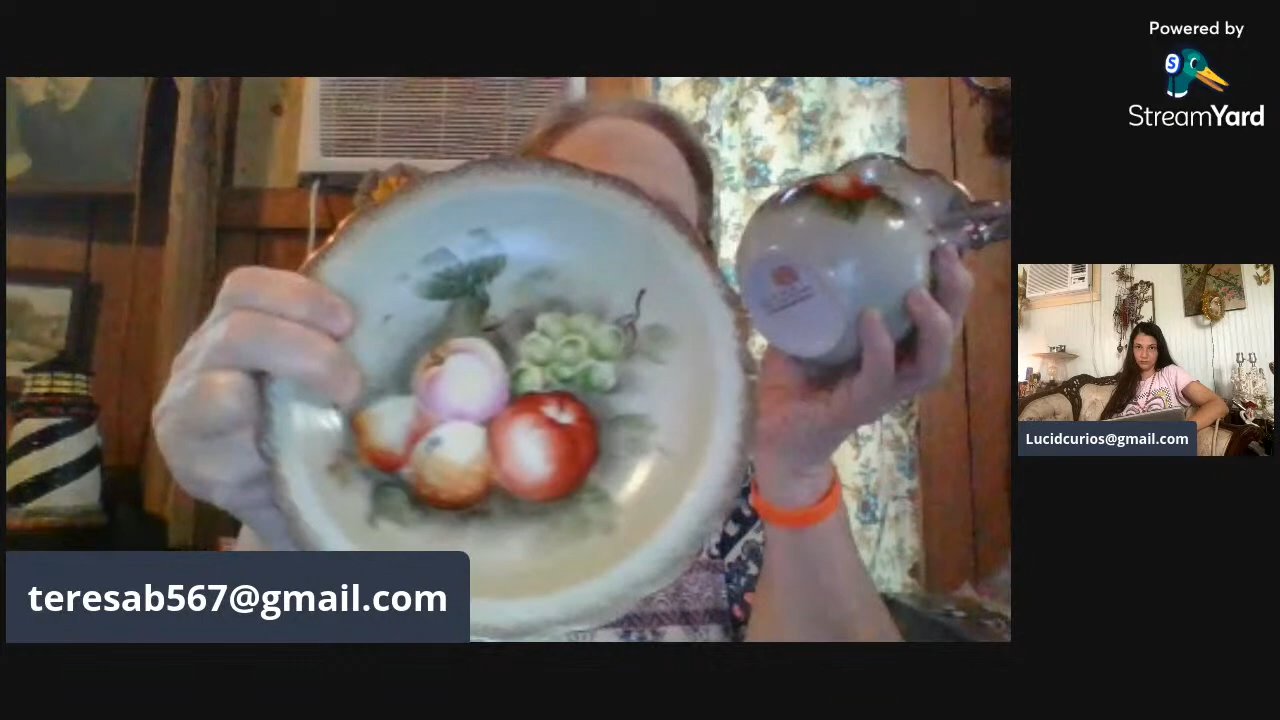 Powered by
S
StreamYard
Lucidcurios@gmail.com
teresab567@gmail.com